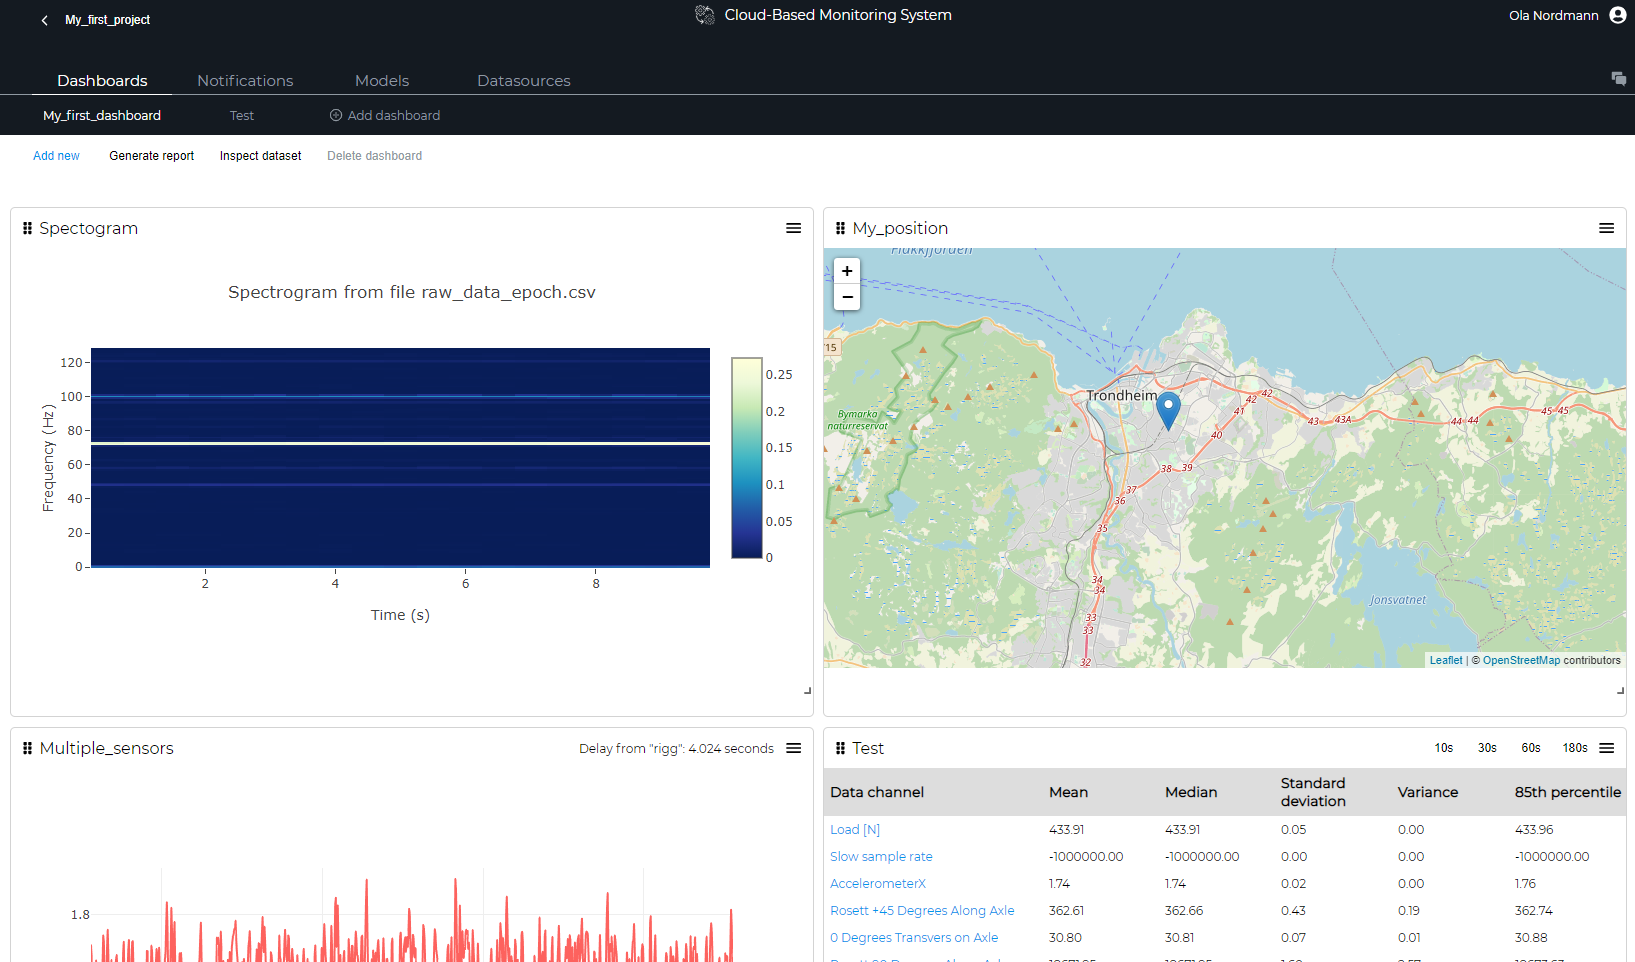 My_first_project
Cloud-Based Monitoring System
Ola Nordmann
Dashboards Notifications Models Datasources
My_first_dashboard Test Add dashboard
Add new Generate report Inspect dataset Delete dashboard
Spectogram
Spectrogram from file raw_data_epoch.csv
120
100
80
60
40
20
0
Frequency (Hz)
2 4 6 8
Time (s)
0.25
0.2
0.15
0.1
0.05
0
My_position
Flakkfjorden
+
−
15
Trondheim
Bymarka
naturreservat
42
42
41
40
43
43A
44
44
45
45
38
39
37
36
35
34
34
33
33
32
Jonsvatnet
Leaflet | © OpenStreetMap contributors
Multiple_sensors
Delay from "rigg": 4.024 seconds
1.8
Test
10s 30s 60s 180s
Data channel Mean Median Standard deviation Variance 85th percentile
Load [N] 433.91 433.91 0.05 0.00 433.96
Slow sample rate -1000000.00 -1000000.00 0.00 0.00 -1000000.00
AccelerometerX 1.74 1.74 0.02 0.00 1.76
Rosett +45 Degrees Along Axle 362.61 362.66 0.43 0.19 362.74
0 Degrees Transvers on Axle 30.80 30.81 0.07 0.01 30.88